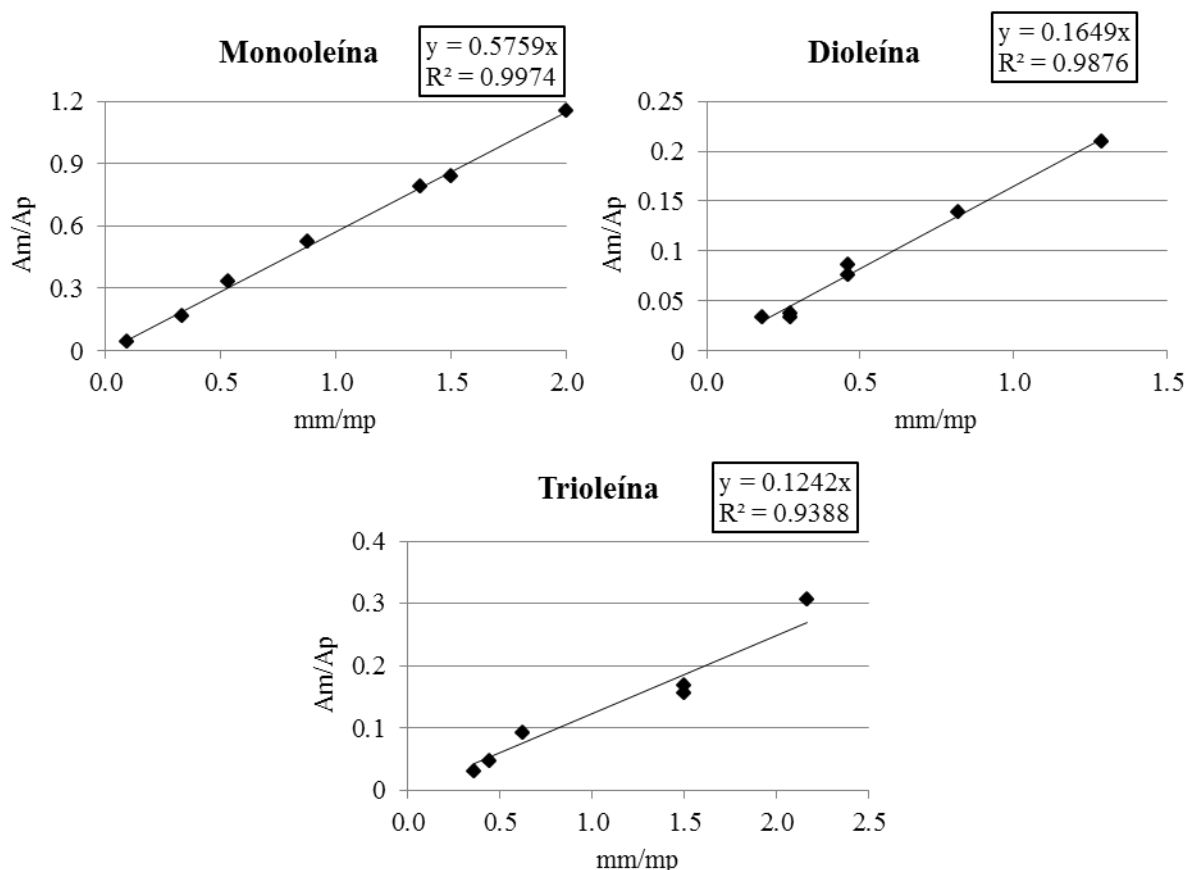 Monooleína
y = 0.5759x
R² = 0.9974
Am/Ap
1.2
0.9
0.6
0.3
0
0.0 0.5 1.0 1.5 2.0
mm/mp
Dioleína
y = 0.1649x
R² = 0.9876
Am/Ap
0.25
0.2
0.15
0.1
0.05
0
0.0 0.5 1.0 1.5
mm/mp
Trioleína
y = 0.1242x
R² = 0.9388
Am/Ap
0.4
0.3
0.2
0.1
0
0.0 0.5 1.0 1.5 2.0 2.5
mm/mp